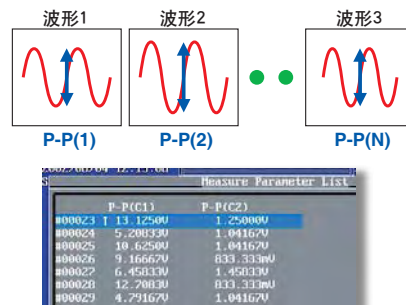 波形1 波形2 波形3
P-P(1) P-P(2) P-P(N)
Measure Parameter List
P-P(C1) P-P(C2)
#00023 ↑ 13.1250V 1.25000V
#00024 5.20833V 1.04167V
#00025 10.6250V 1.04167V
#00026 9.16667V 833.333mV
#00027 6.45833V 1.45833V
#00028 12.7083V 833.333mV
#00029 4.79167V 1.04167V